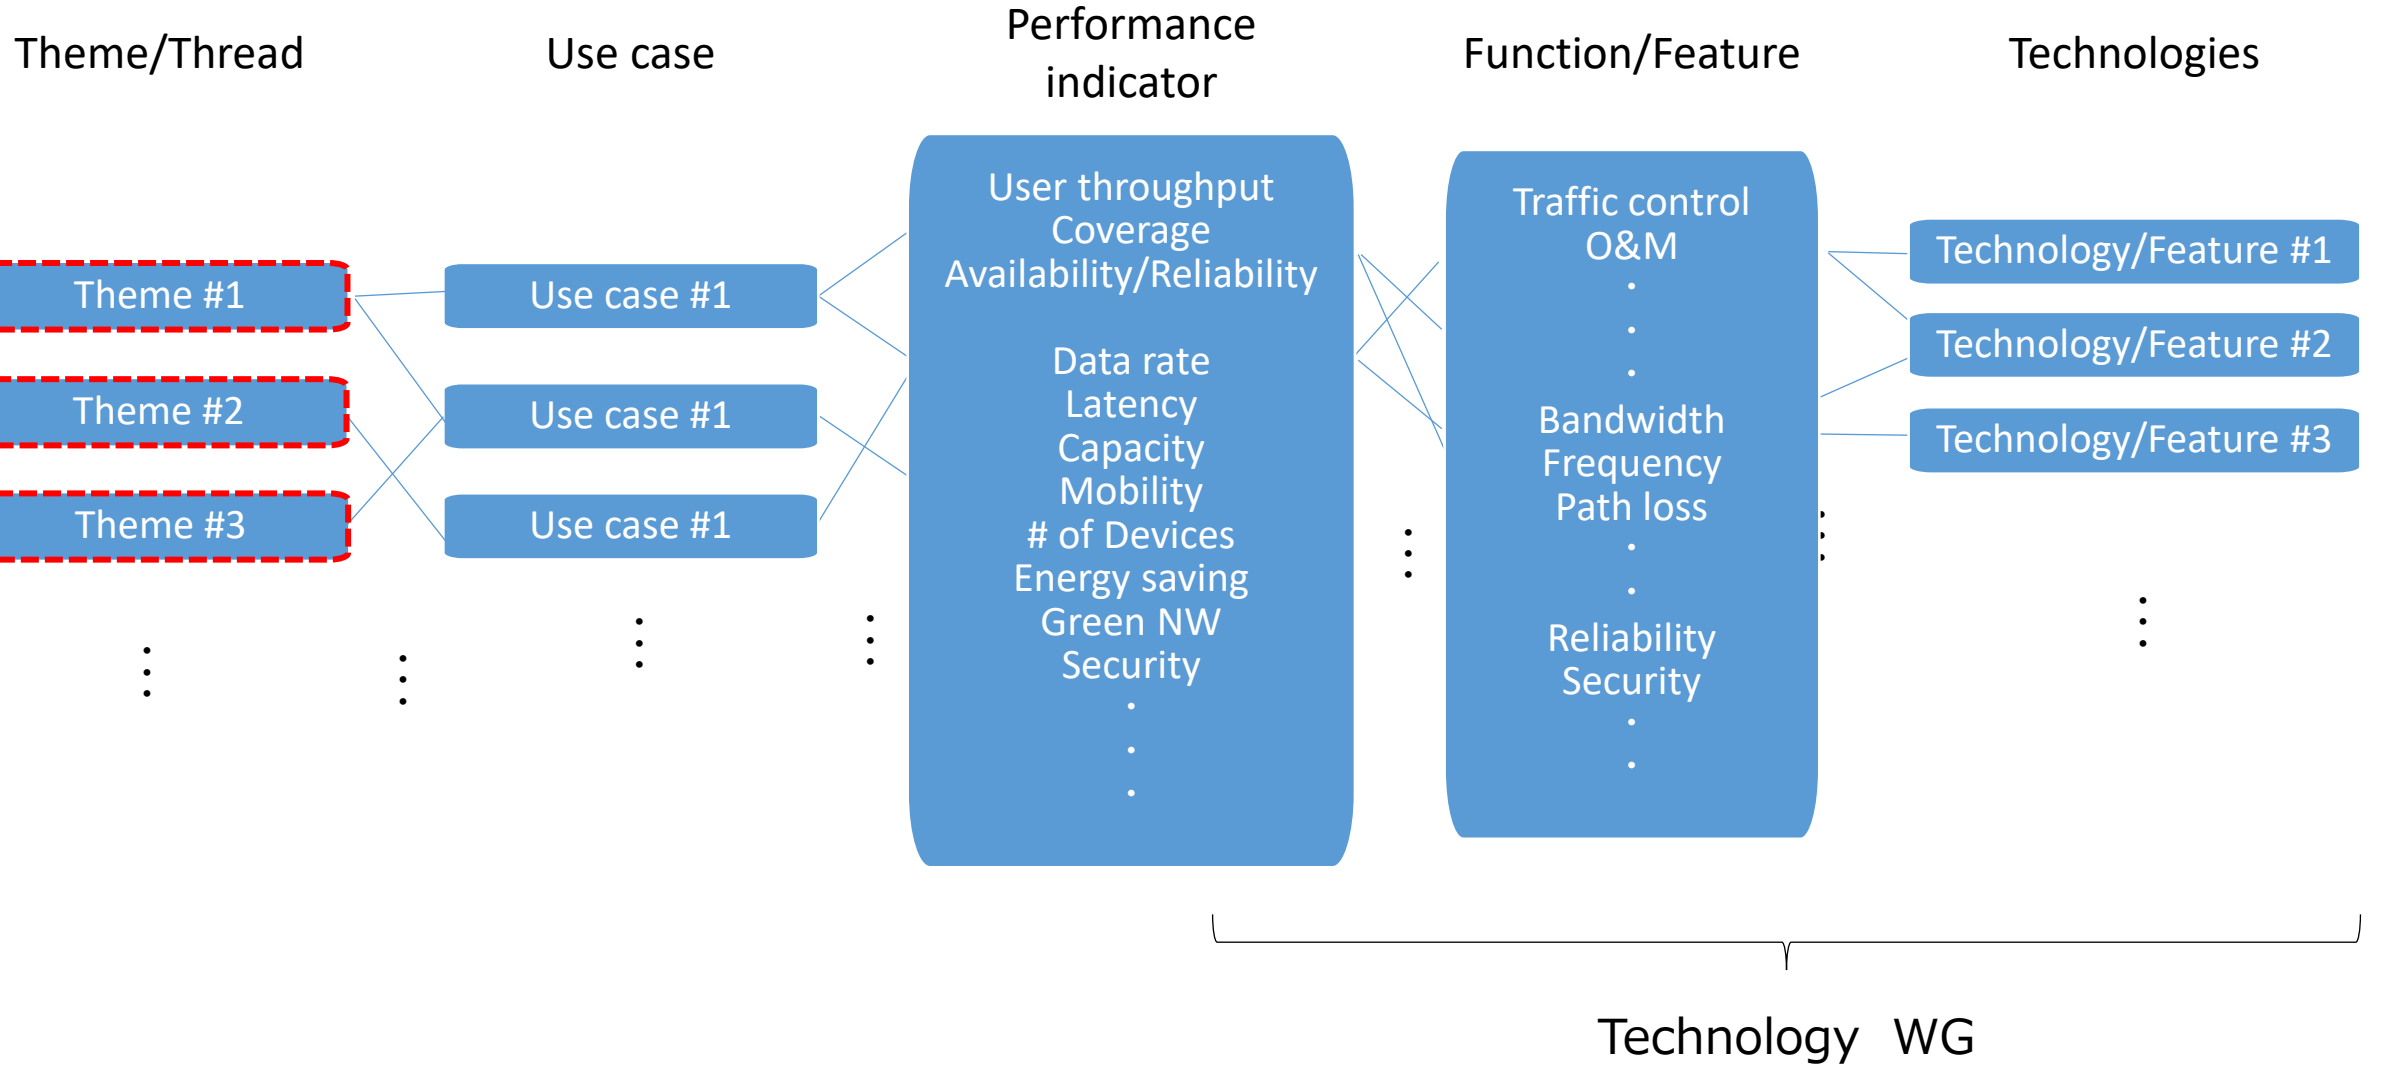 Theme/Thread
Use case
Performance
indicator
Function/Feature
Technologies
Theme #1
Theme #2
Theme #3
Use case #1
Use case #1
Use case #1
User throughput
Coverage
Availability/Reliability
Data rate
Latency
Capacity
Mobility
# of Devices
Energy saving
Green NW
Security
Traffic control
O&M
Bandwidth
Frequency
Path loss
Reliability
Security
Technology/Feature #1
Technology/Feature #2
Technology/Feature #3
Technology WG